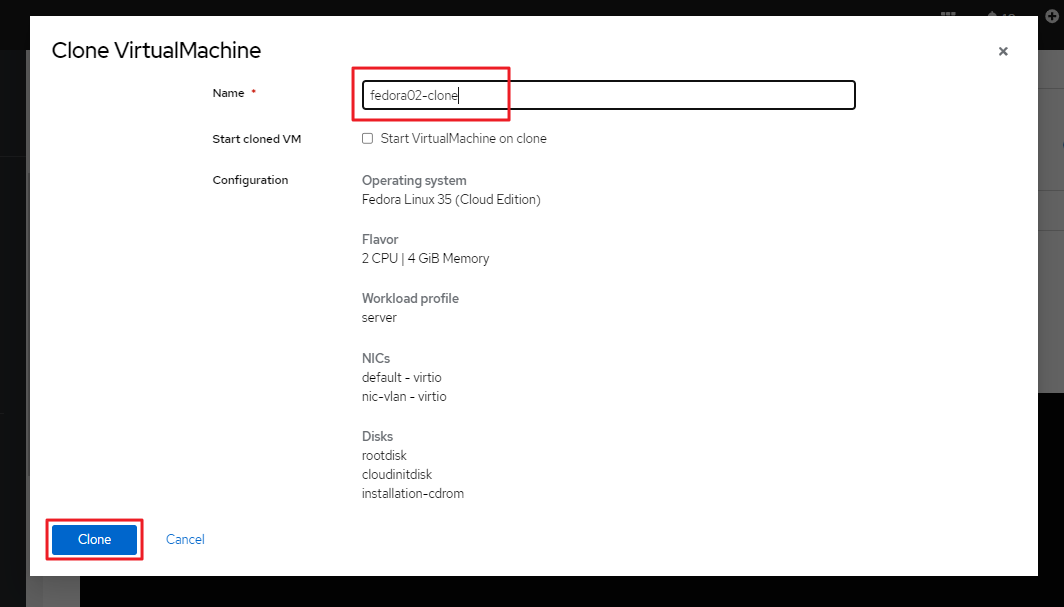 Clone VirtualMachine
Name *
fedora02-clone
Start cloned VM
Start VirtualMachine on clone
Configuration
Operating system
Fedora Linux 35 (Cloud Edition)
Flavor
2 CPU | 4 GiB Memory
Workload profile
server
NICs
default - virtio
nic-vlan - virtio
Disks
rootdisk
cloudinitdisk
installation-cdrom
Clone
Cancel